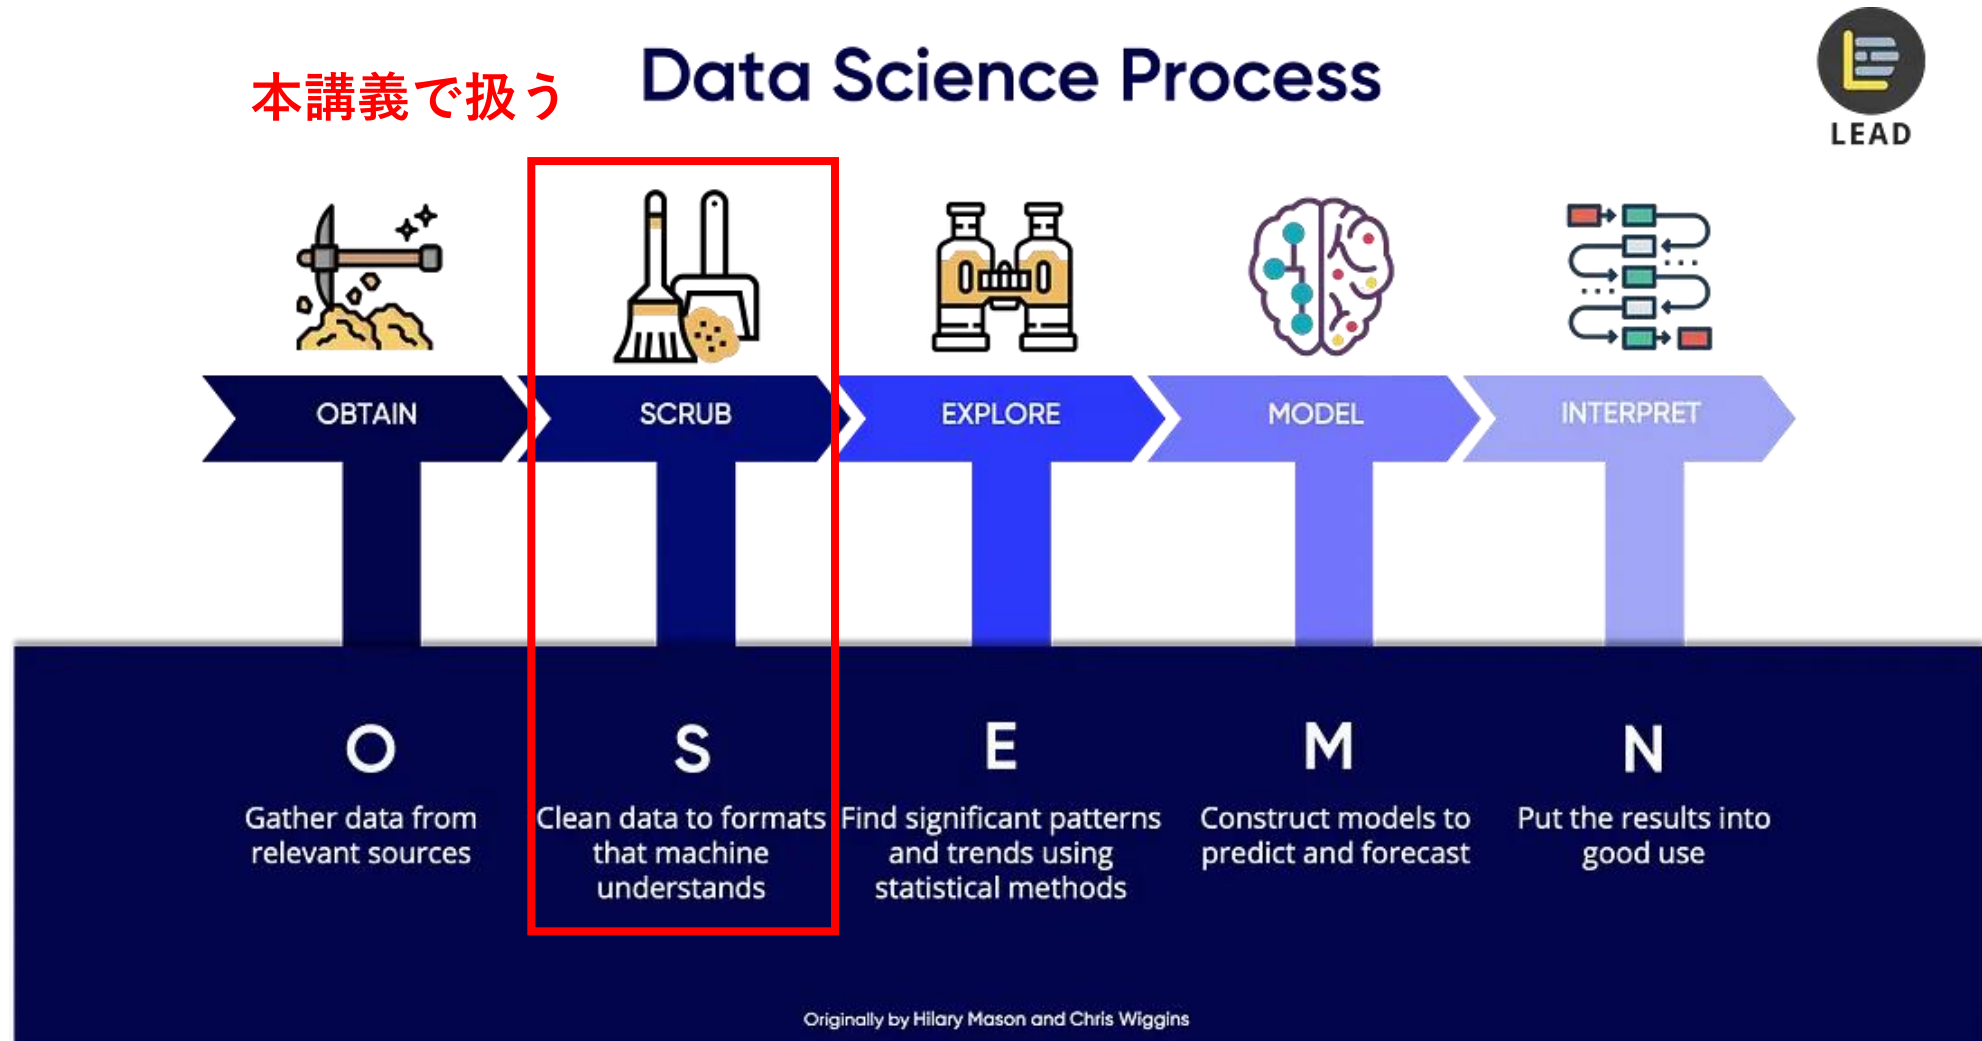 本講義で扱う
Data Science Process
LEAD
OBTAIN
SCRUB
EXPLORE
MODEL
INTERPRET
O
Gather data from
relevant sources
S
Clean data to formats
that machine
understands
E
Find significant patterns
and trends using
statistical methods
M
Construct models to
predict and forecast
N
Put the results into
good use
Originally by Hilary Mason and Chris Wiggins